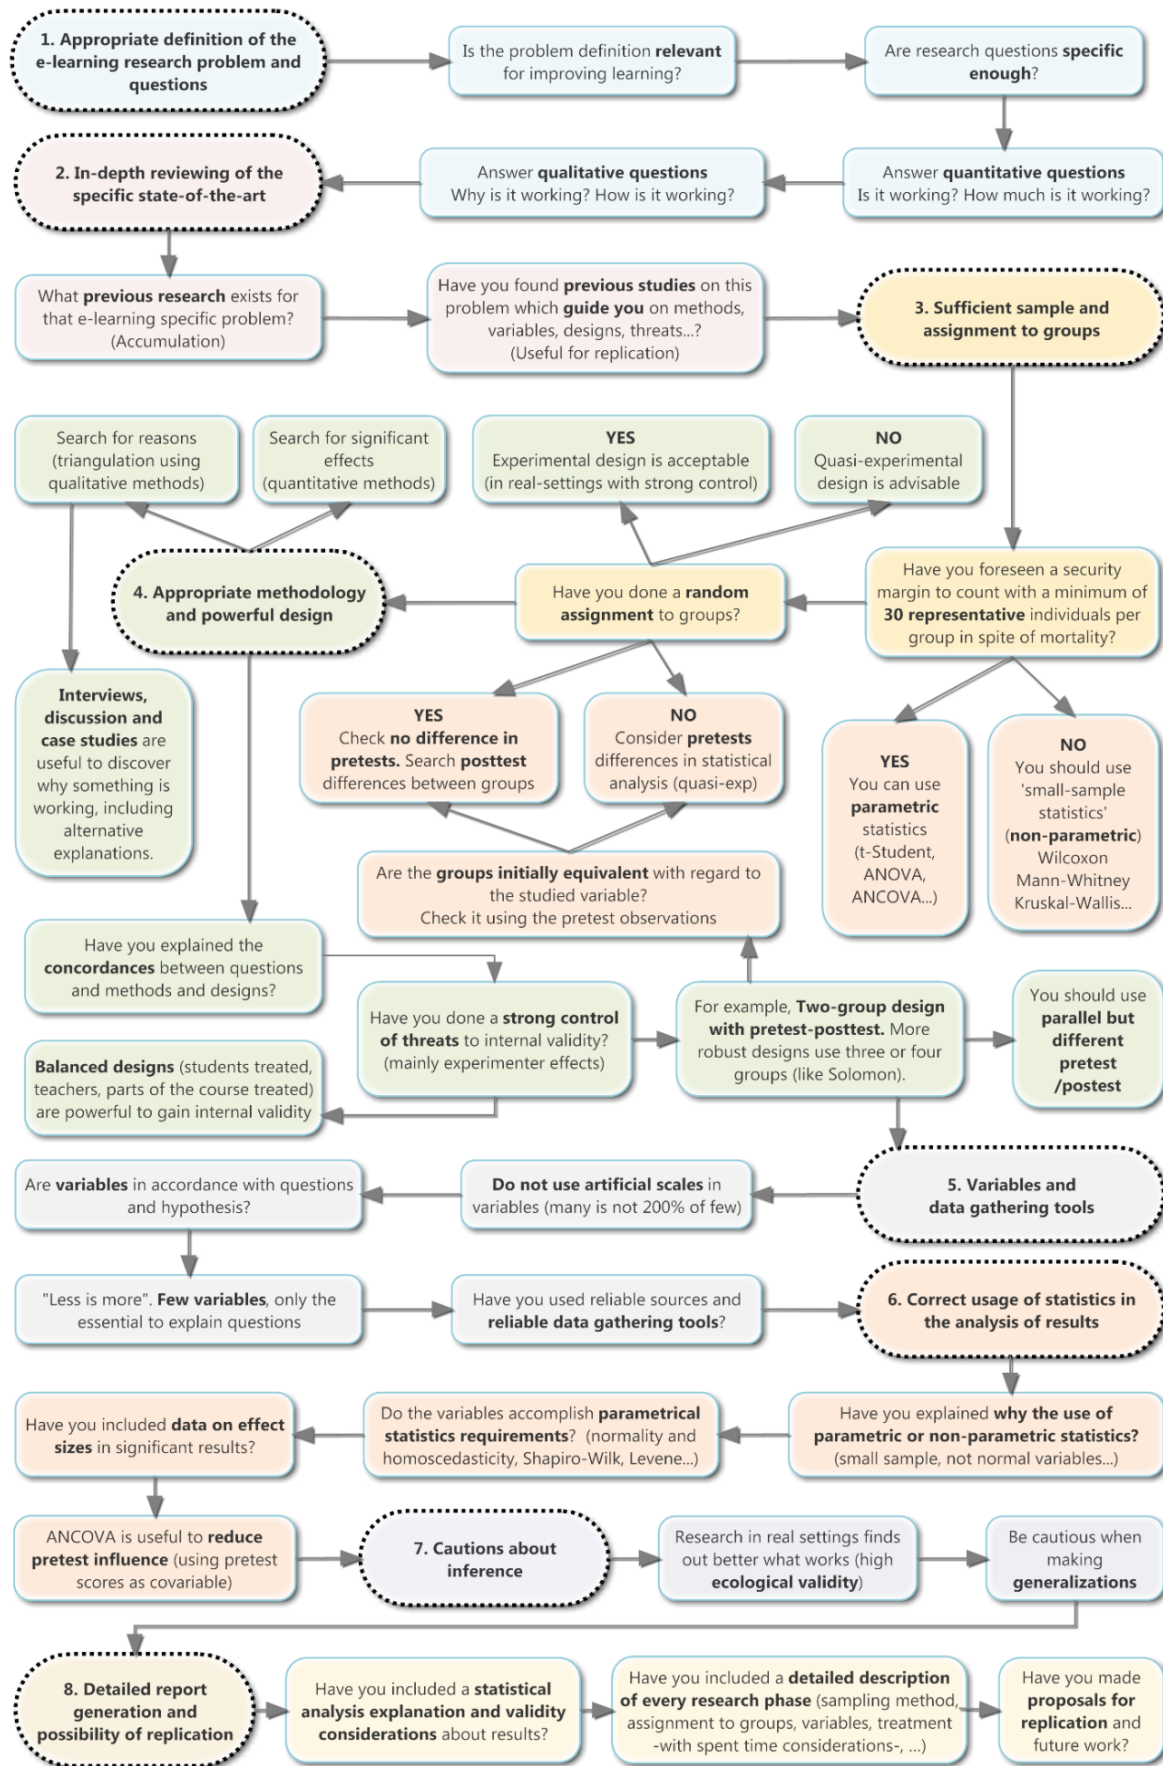 1. Appropriate definition of the
e-learning research problem and
questions
Is the problem definition relevant
for improving learning?
Are research questions specific
enough?
2. In-depth reviewing of the
specific state-of-the-art
Answer qualitative questions
Why is it working? How is it working?
Answer quantitative questions
Is it working? How much is it working?
What previous research exists for
that e-learning specific problem?
(Accumulation)
Have you found previous studies on this
problem which guide you on methods,
variables, designs, threats...?
(Useful for replication)
3. Sufficient sample and
assignment to groups
Search for reasons
(triangulation using
qualitative methods)
Search for significant
effects
(quantitative methods)
YES
Experimental design is acceptable
(in real-settings with strong control)
NO
Quasi-experimental
design is advisable
4. Appropriate methodology
and powerful design
Have you done a random
assignment to groups?
Have you foreseen a security
margin to count with a minimum of
30 representative individuals per
group in spite of mortality?
Interviews,
discussion and
case studies are
useful to discover
why something is
working, including
alternative
explanations.
YES
Check no difference in
pretests. Search posttest
differences between groups
NO
Consider pretests
differences in statistical
analysis (quasi-exp)
YES
You can use
parametric
statistics
(t-Student,
ANOVA,
ANCOVA...)
NO
You should use
'small-sample
statistics'
(non-parametric)
Wilcoxon
Mann-Whitney
Kruskal-Wallis...
Are the groups initially equivalent with regard to
the studied variable?
Check it using the pretest observations
Have you explained the
concordances between questions
and methods and designs?
Have you done a strong control
of threats to internal validity?
(mainly experimenter effects)
For example, Two-group design
with pretest-posttest. More
robust designs use three or four
groups (like Solomon).
You should use
parallel but
different
pretest
/postest
Balanced designs (students treated,
teachers, parts of the course treated)
are powerful to gain internal validity
Are variables in accordance with questions
and hypothesis?
Do not use artificial scales in
variables (many is not 200% of few)
5. Variables and
data gathering tools
"Less is more". Few variables, only the
essential to explain questions
Have you used reliable sources and
reliable data gathering tools?
6. Correct usage of statistics in
the analysis of results
Have you included data on effect
sizes in significant results?
Do the variables accomplish parametrical
statistics requirements? (normality and
homoscedasticity, Shapiro-Wilk, Levene...)
Have you explained why the use of
parametric or non-parametric statistics?
(small sample, not normal variables...)
ANCOVA is useful to reduce
pretest influence (using pretest
scores as covariable)
7. Cautions about
inference
Research in real settings finds
out better what works (high
ecological validity)
Be cautious when
making
generalizations
8. Detailed report
generation and
possibility of replication
Have you included a statistical
analysis explanation and validity
considerations about results?
Have you included a detailed description
of every research phase (sampling method,
assignment to groups, variables, treatment
-with spent time considerations-, ...)
Have you made
proposals for
replication and
future work?